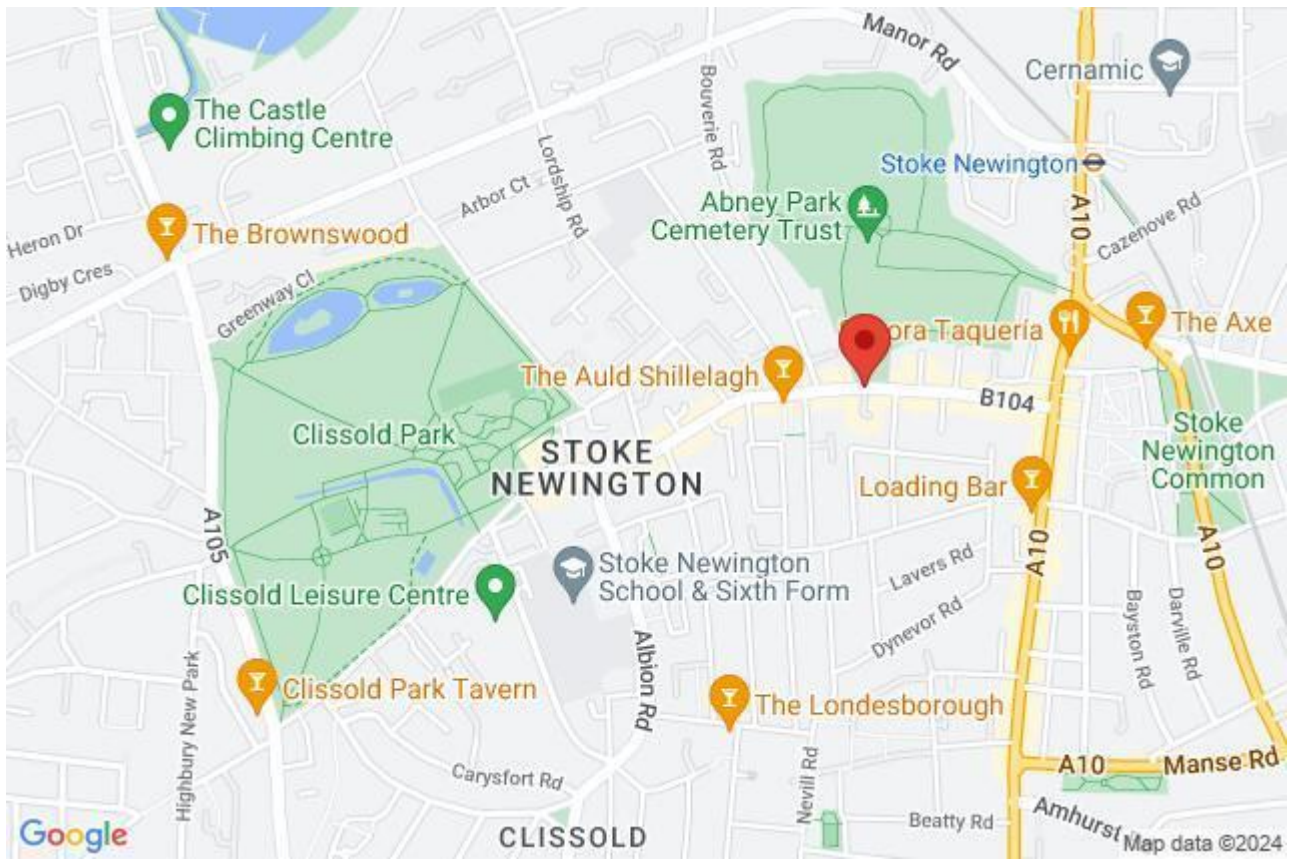 Manor Rd
Cernamic
Bouverie Rd
The Castle
Climbing Centre
Lordship Rd
Stoke Newington
Arbor Ct
Abney Park
Cemetery Trust
A10
Cazenove Rd
Heron Dr
The Brownswood
Digby Cres
Greenway Cl
ora Taquería
The Axe
The Auld Shillelagh
B104
Clissold Park
STOKE
NEWINGTON
Stoke
Newington
Common
Loading Bar
A105
A10
A10
Stoke Newington
School & Sixth Form
Lavers Rd
Clissold Leisure Centre
Dynevor Rd
Bayston Rd
Darville Rd
Albion Rd
Highbury New Park
Clissold Park Tavern
The Londesborough
Nevill Rd
A10
Manse Rd
Carysfort Rd
Amhurst
Beatty Rd
CLISSOLD
Google
Map data ©2024